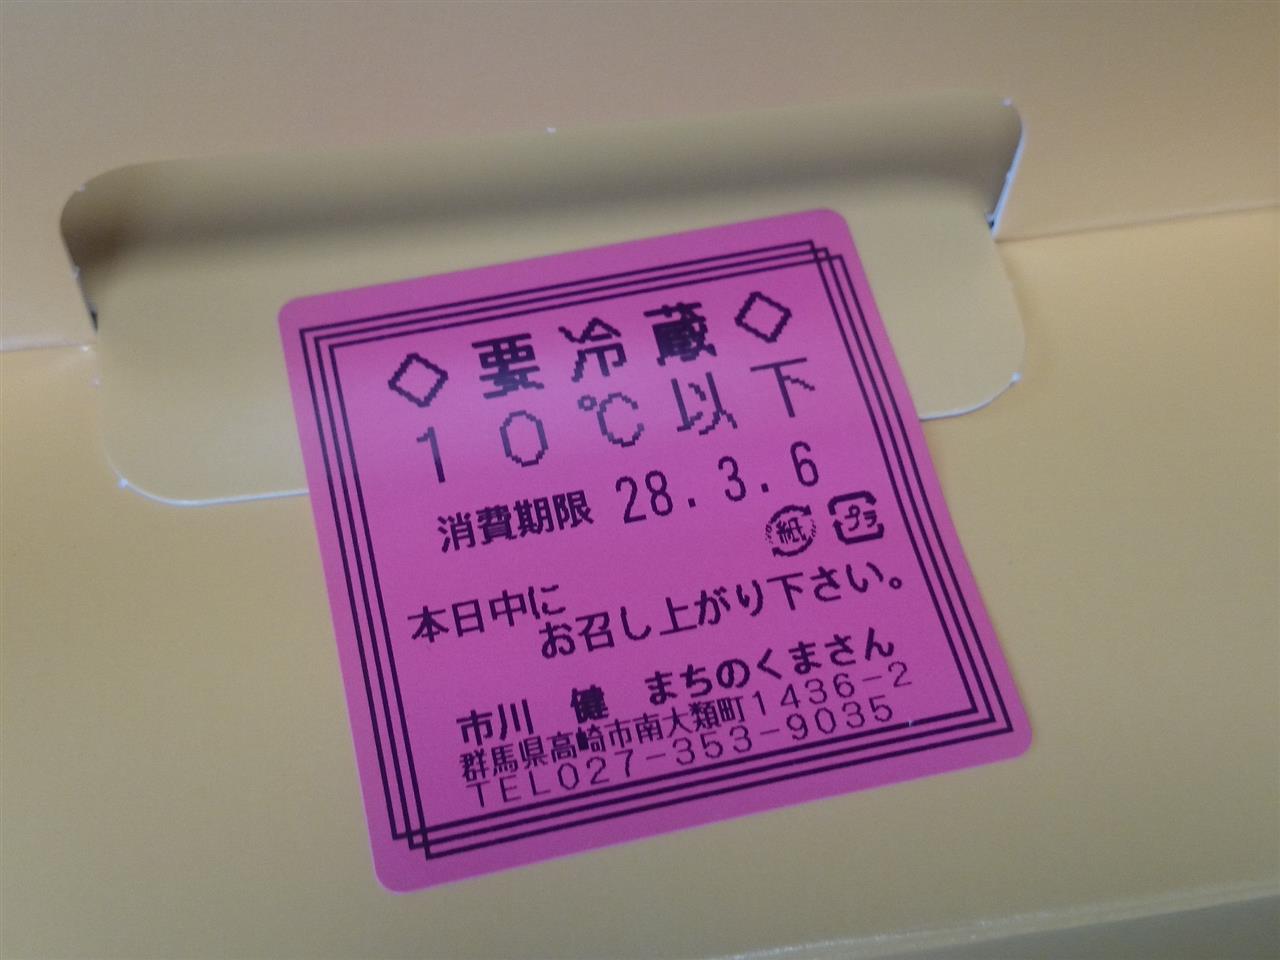 ◇要冷蔵◇
10℃以下
消費期限 28.3.6
紙 プラ
本日中に
お召し上がり下さい。
市川 健 まちのくまさん
群馬県高崎市南大類町1436-2
TEL027-353-9035